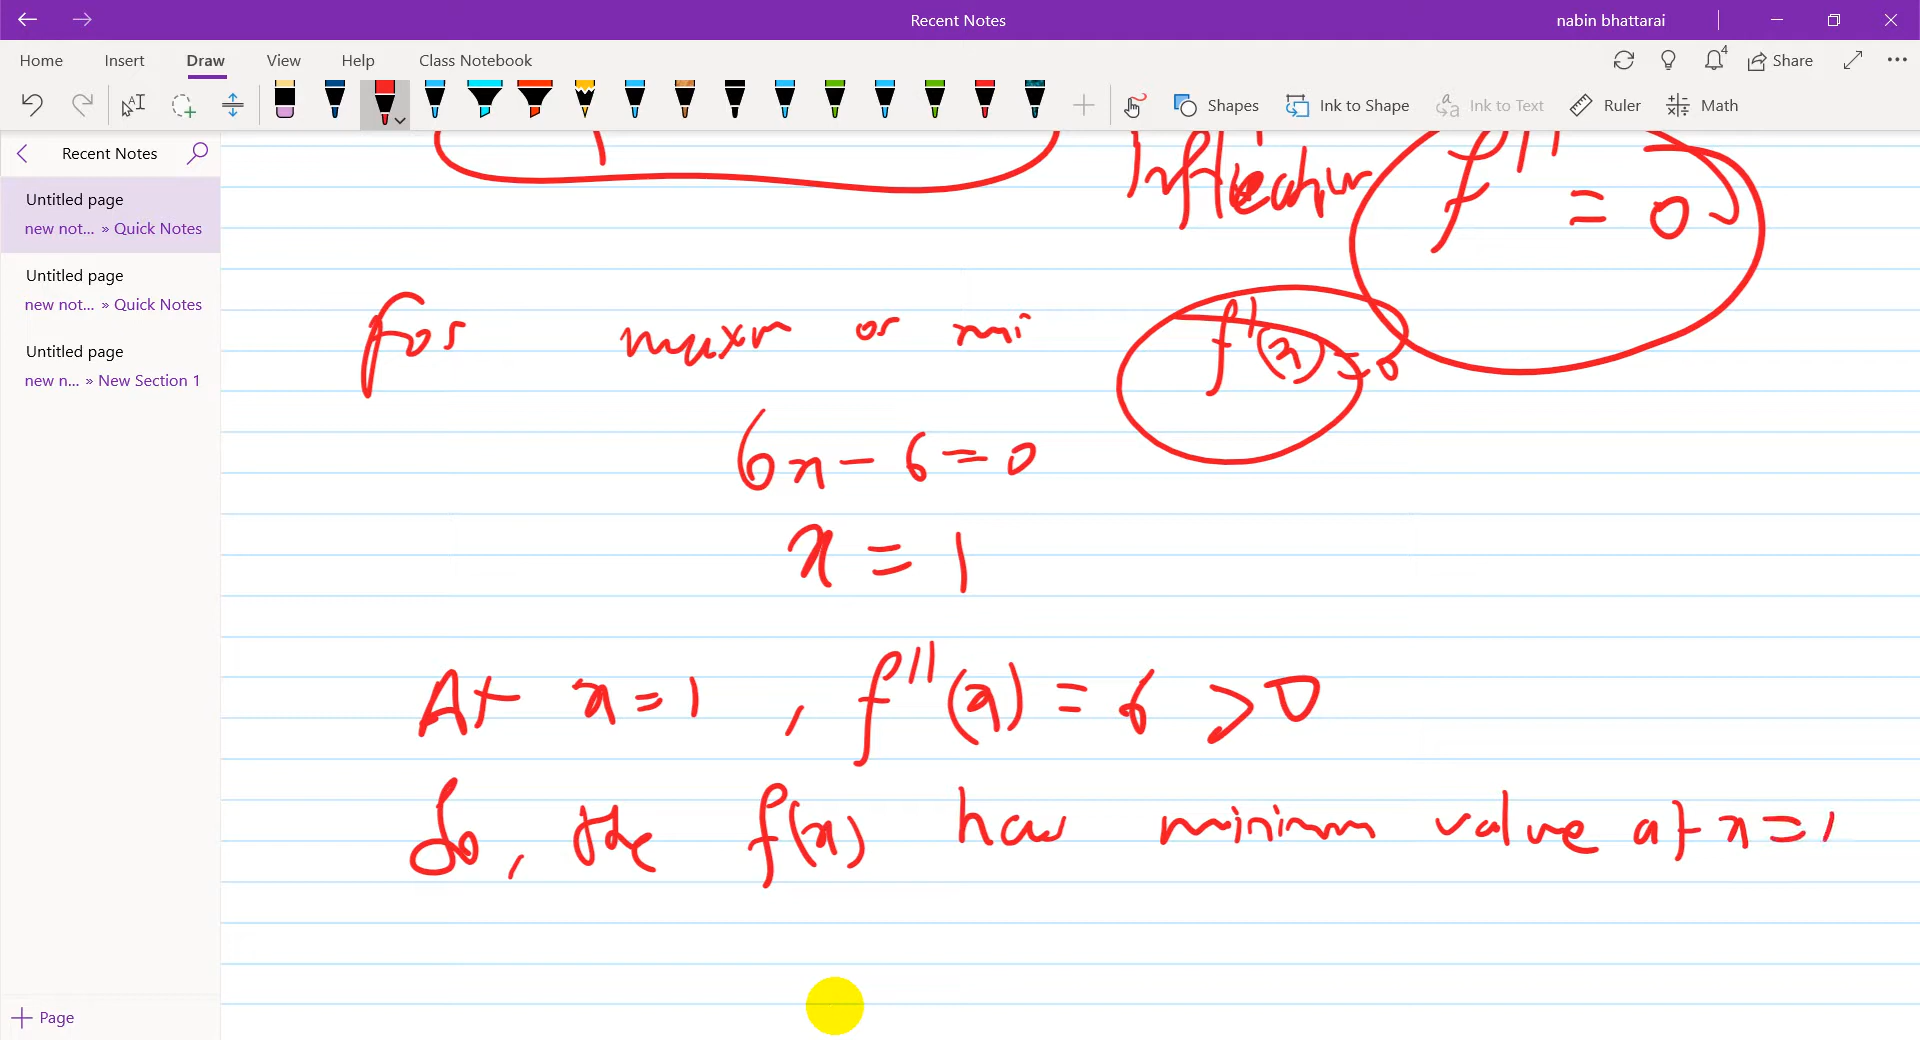 Recent Notes
nabin bhattarai
Home Insert Draw View Help Class Notebook
4 Share
Shapes Ink to Shape Ink to Text Ruler Math
Recent Notes
Untitled page
new not... » Quick Notes
Untitled page
new not... » Quick Notes
Untitled page
new n... » New Section 1
Page
f'' = 0
for maxm or mi f'(x) = 0
6x - 6 = 0
x = 1
At x = 1 , f''(x) = 6 > 0
So, the f(x) has minimm value at x = 1